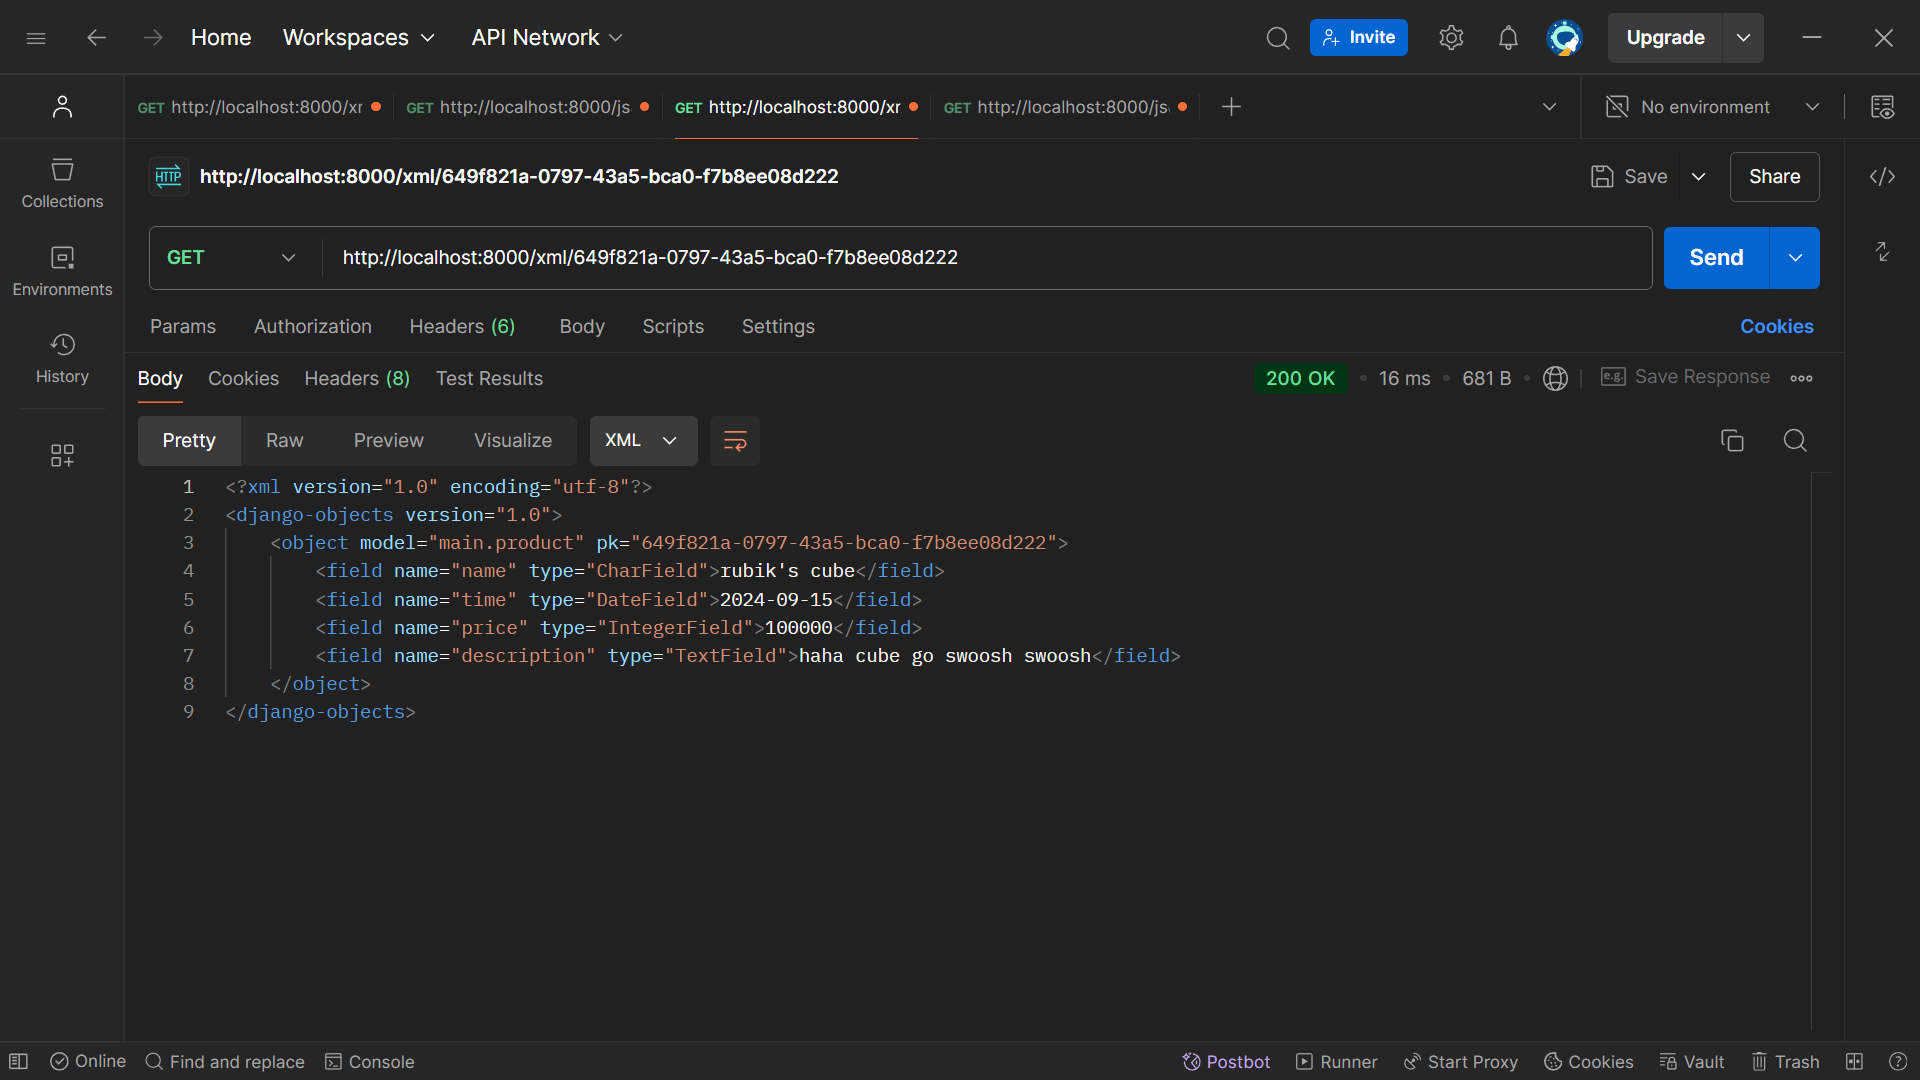 Home Workspaces API Network Invite Upgrade
GET http://localhost:8000/xr GET http://localhost:8000/js GET http://localhost:8000/xr GET http://localhost:8000/js No environment
HTTP http://localhost:8000/xml/649f821a-0797-43a5-bca0-f7b8ee08d222 Save Share
Collections
GET http://localhost:8000/xml/649f821a-0797-43a5-bca0-f7b8ee08d222 Send
Environments
Params Authorization Headers (6) Body Scripts Settings Cookies
History
Body Cookies Headers (8) Test Results 200 OK 16 ms 681 B e.g. Save Response
Pretty Raw Preview Visualize XML
1 <?xml version="1.0" encoding="utf-8"?>
2 <django-objects version="1.0">
3 <object model="main.product" pk="649f821a-0797-43a5-bca0-f7b8ee08d222">
4 <field name="name" type="CharField">rubik's cube</field>
5 <field name="time" type="DateField">2024-09-15</field>
6 <field name="price" type="IntegerField">100000</field>
7 <field name="description" type="TextField">haha cube go swoosh swoosh</field>
8 </object>
9 </django-objects>
Online Find and replace Console Postbot Runner Start Proxy Cookies Vault Trash